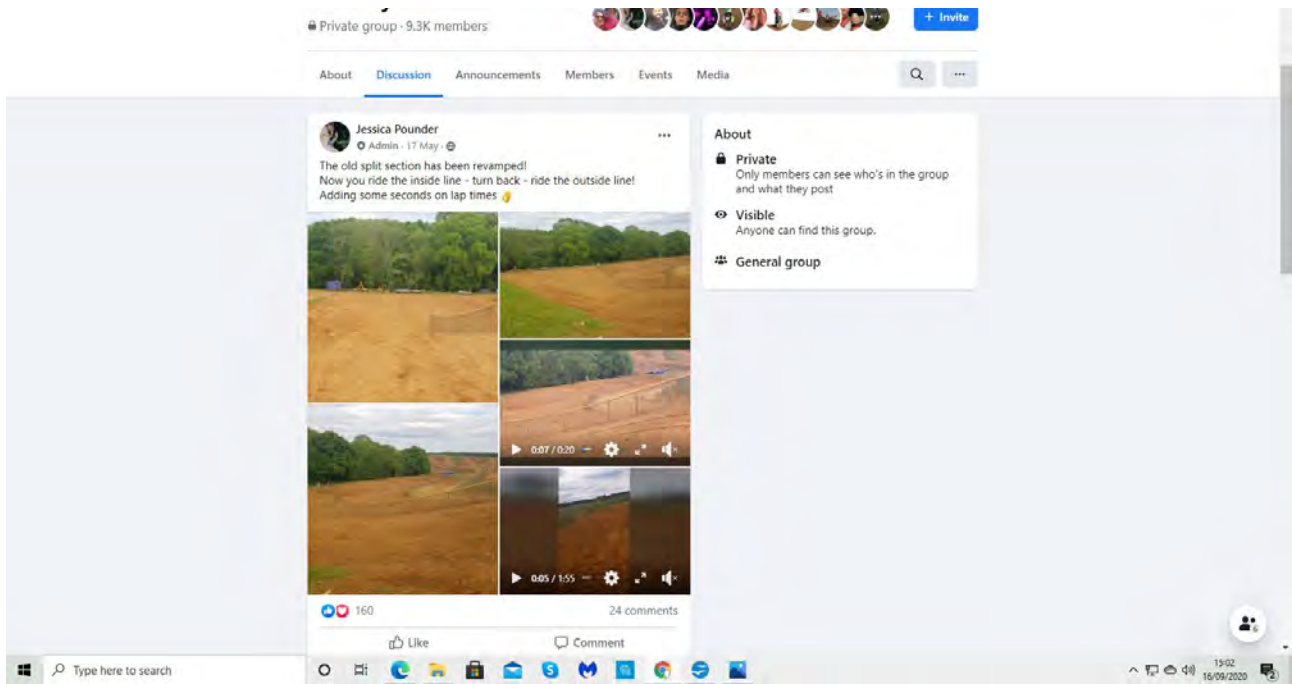 Private group · 9.3K members
+ Invite
About Discussion Announcements Members Events Media
Jessica Pounder
Admin · 17 May ·
The old split section has been revamped!
Now you ride the inside line - turn back - ride the outside line!
Adding some seconds on lap times
0:07 / 0:20
0:05 / 1:55
160
24 comments
Like Comment
About
Private
Only members can see who's in the group
and what they post
Visible
Anyone can find this group.
General group
6
Type here to search
15:02
16/09/2020
2